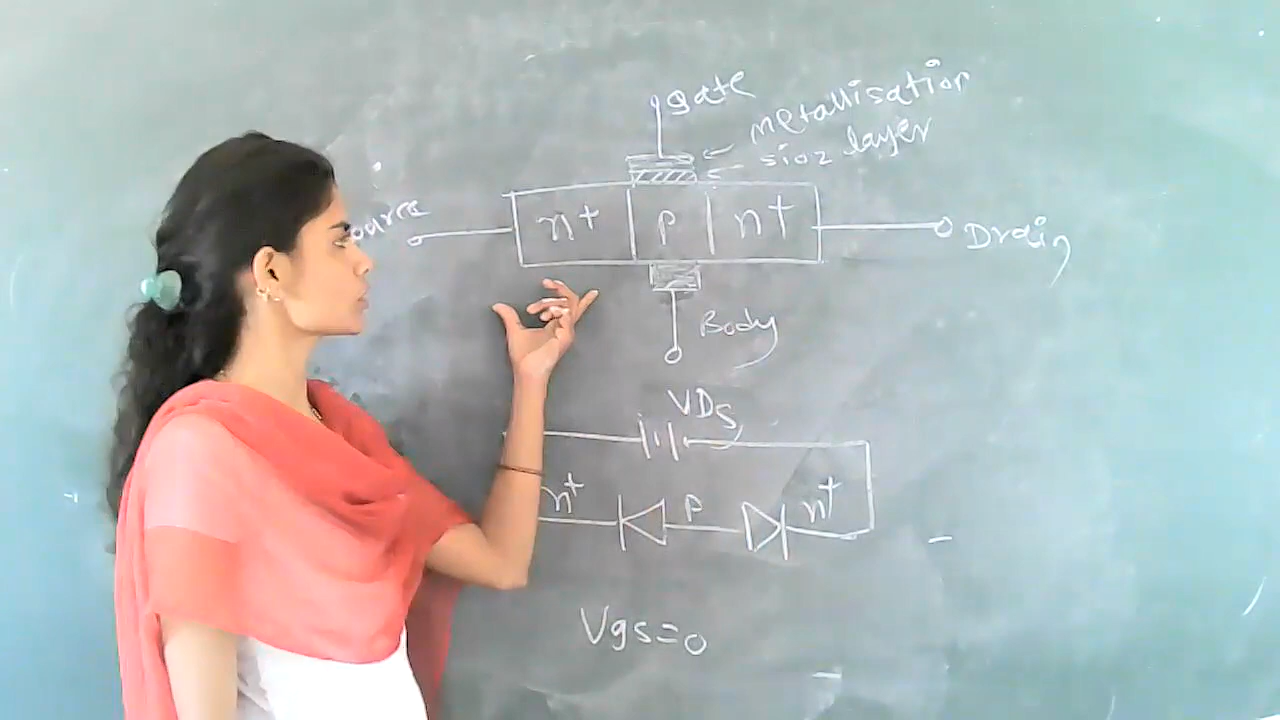 gate
metallisation
sio2 layer
ource
n+ p n+
Drain
Body
VDS
n+ p n+
Vgs=0